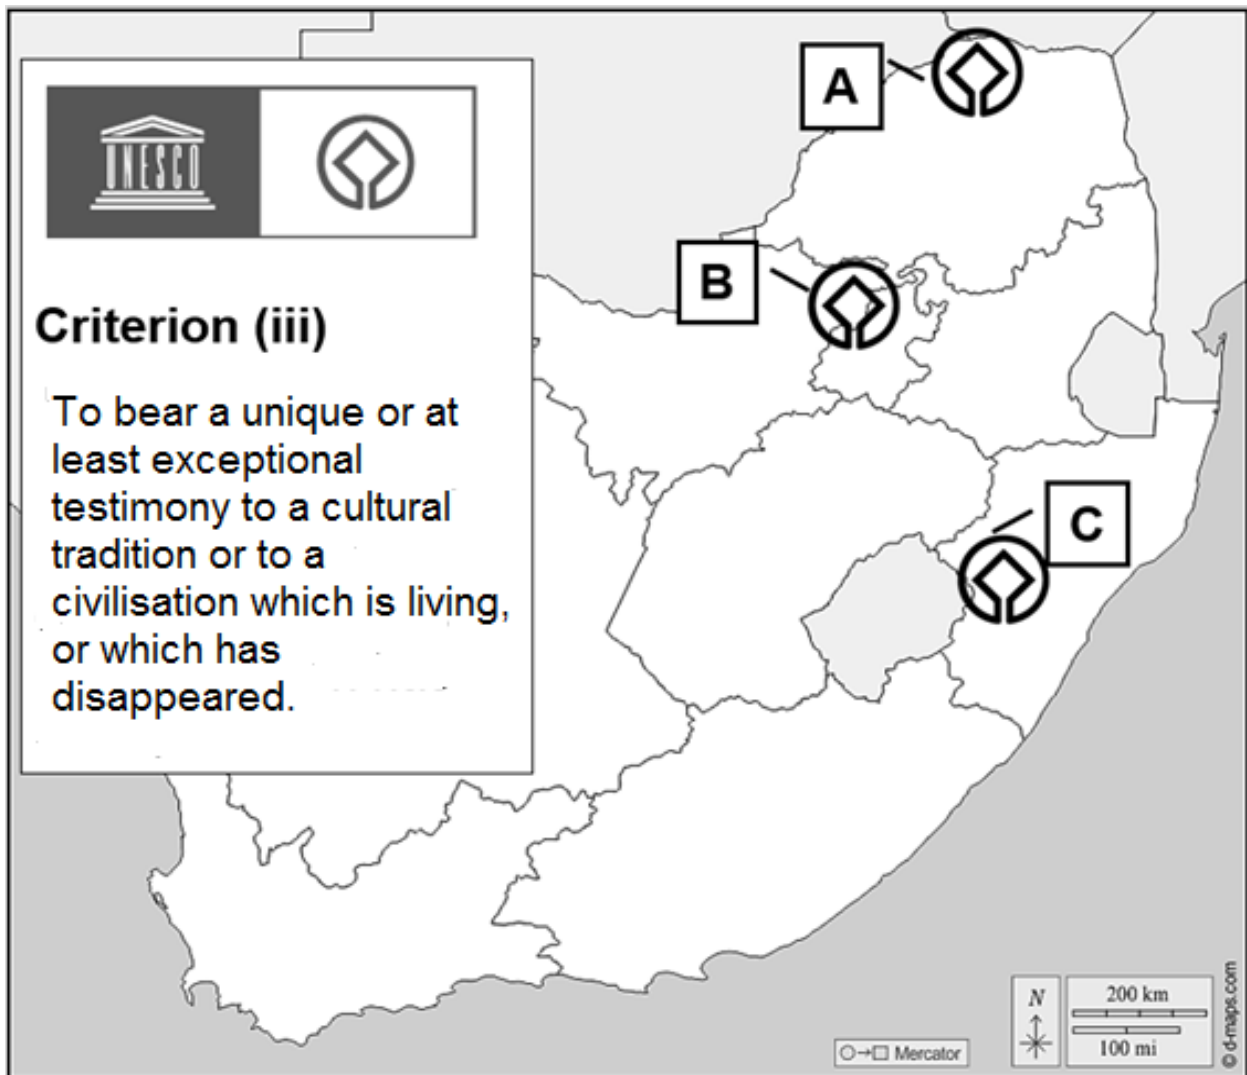 UNESCO
Criterion (iii)
To bear a unique or at
least exceptional
testimony to a cultural
tradition or to a
civilisation which is living,
or which has
disappeared.
A
B
C
N
200 km
100 mi
Mercator
© d-maps.com